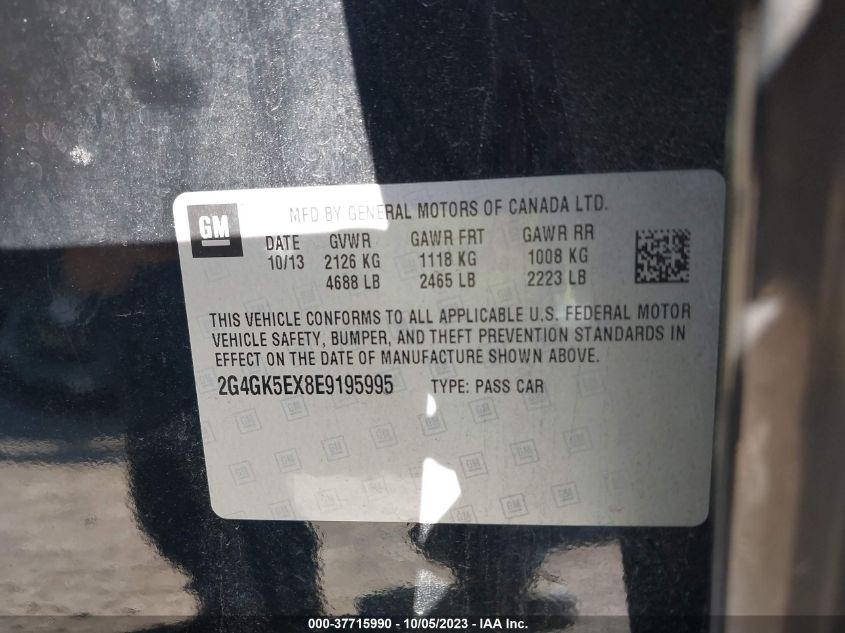 GM
MFD BY GENERAL MOTORS OF CANADA LTD.
DATE GVWR GAWR FRT GAWR RR
10/13 2126 KG 1118 KG 1008 KG
4688 LB 2465 LB 2223 LB
THIS VEHICLE CONFORMS TO ALL APPLICABLE U.S. FEDERAL MOTOR
VEHICLE SAFETY, BUMPER, AND THEFT PREVENTION STANDARDS IN
EFFECT ON THE DATE OF MANUFACTURE SHOWN ABOVE.
2G4GK5EX8E9195995 TYPE: PASS CAR
000-37715990 - 10/05/2023 - IAA Inc.